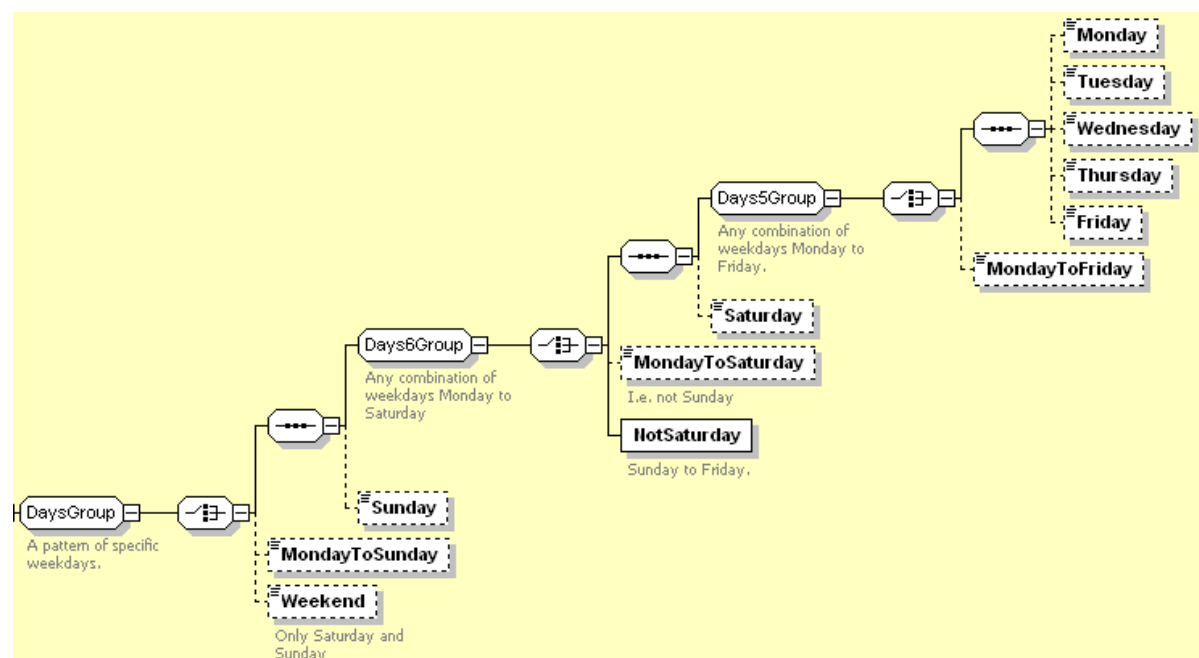 Monday
Tuesday
Wednesday
Thursday
Days5Group
Any combination of
weekdays Monday to
Friday.
Friday
MondayToFriday
Saturday
Days6Group
Any combination of
weekdays Monday to
Saturday
MondayToSaturday
I.e. not Sunday
NotSaturday
Sunday to Friday.
DaysGroup
A pattern of specific
weekdays.
Sunday
MondayToSunday
Weekend
Only Saturday and
Sunday